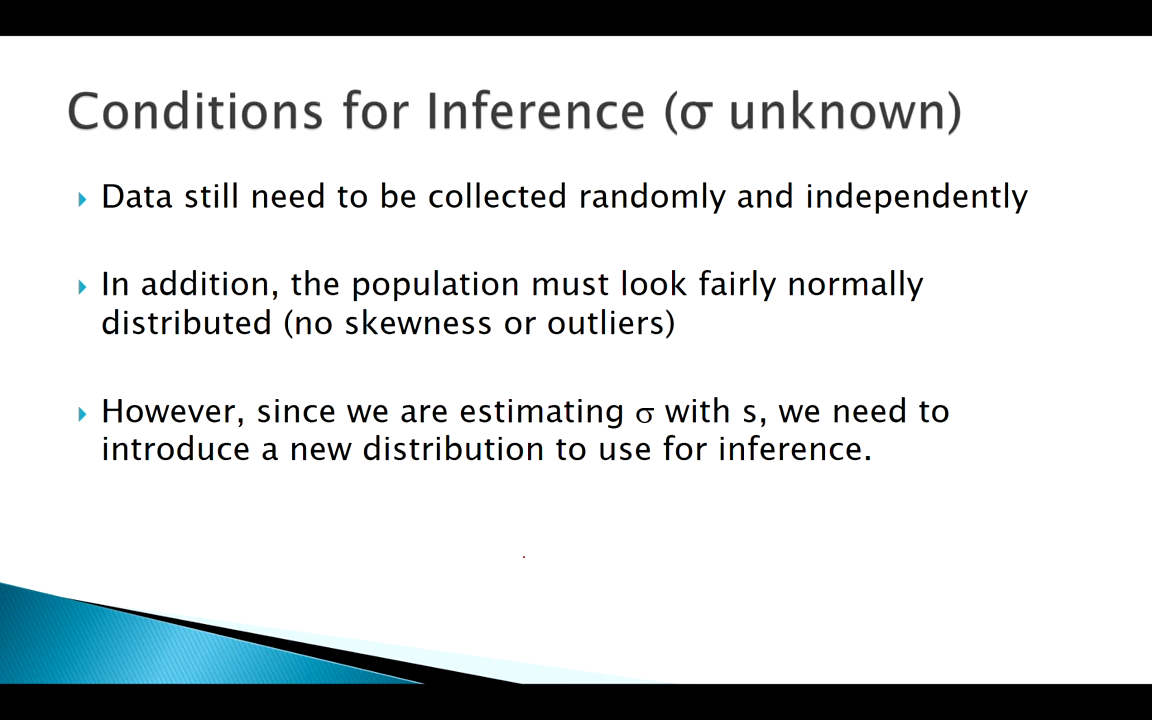 Conditions for Inference (σ unknown)
Data still need to be collected randomly and independently
In addition, the population must look fairly normally
distributed (no skewness or outliers)
However, since we are estimating σ with s, we need to
introduce a new distribution to use for inference.